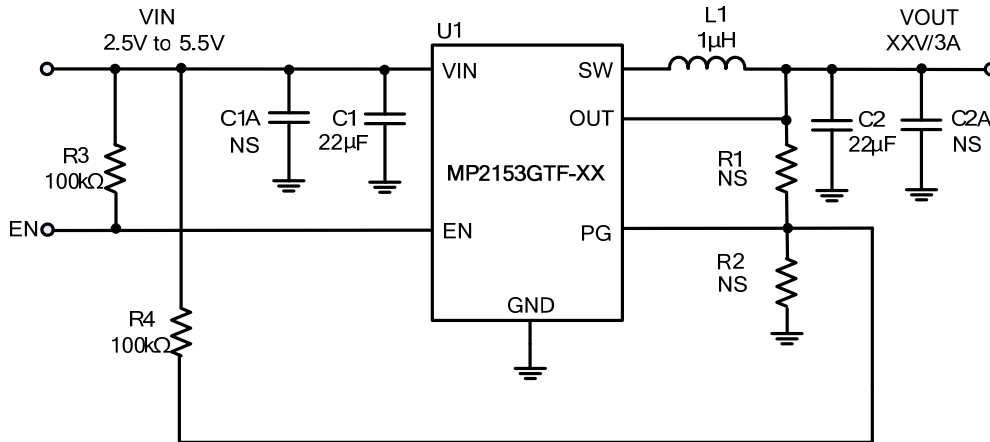 VIN
2.5V to 5.5V
U1
L1
1µH
VOUT
XXV/3A
VIN
SW
C1A
NS
C1
22µF
OUT
C2
22µF
C2A
NS
R3
100kΩ
MP2153GTF-XX
R1
NS
EN
EN
PG
R2
NS
GND
R4
100kΩ